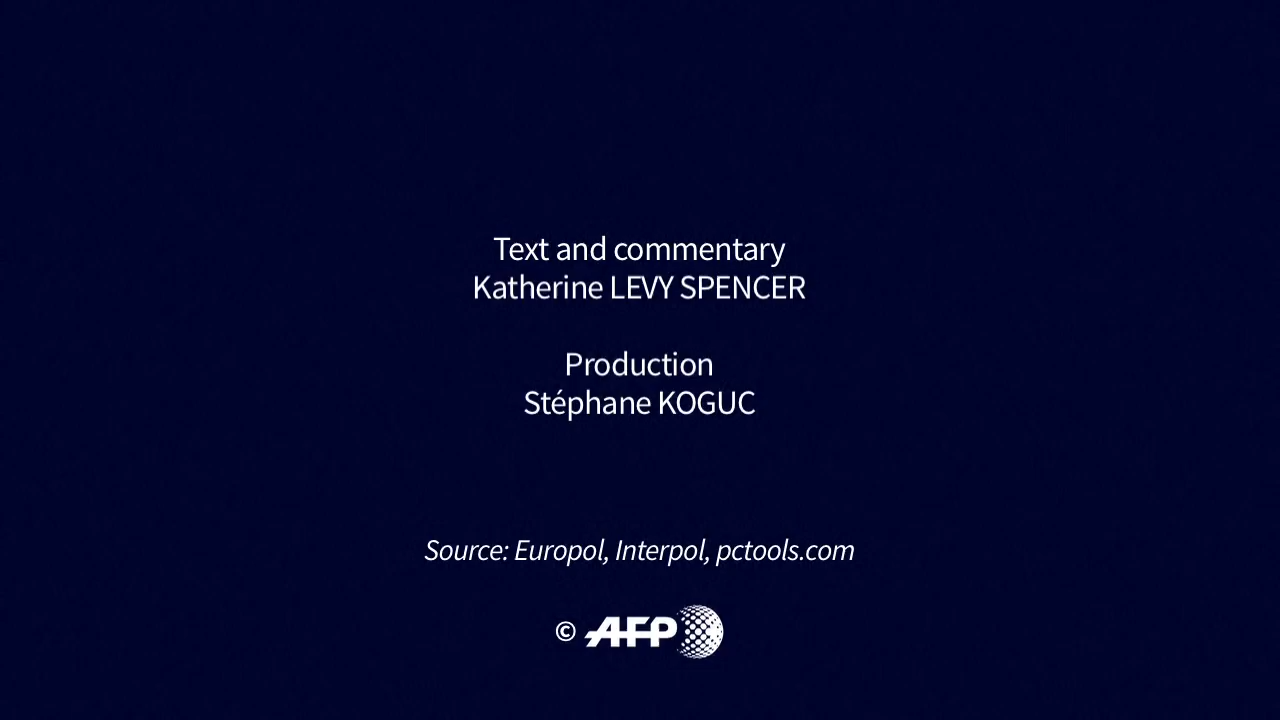 Text and commentary
Katherine LEVY SPENCER
Production
Stéphane KOGUC
Source: Europol, Interpol, pctools.com
© AFP